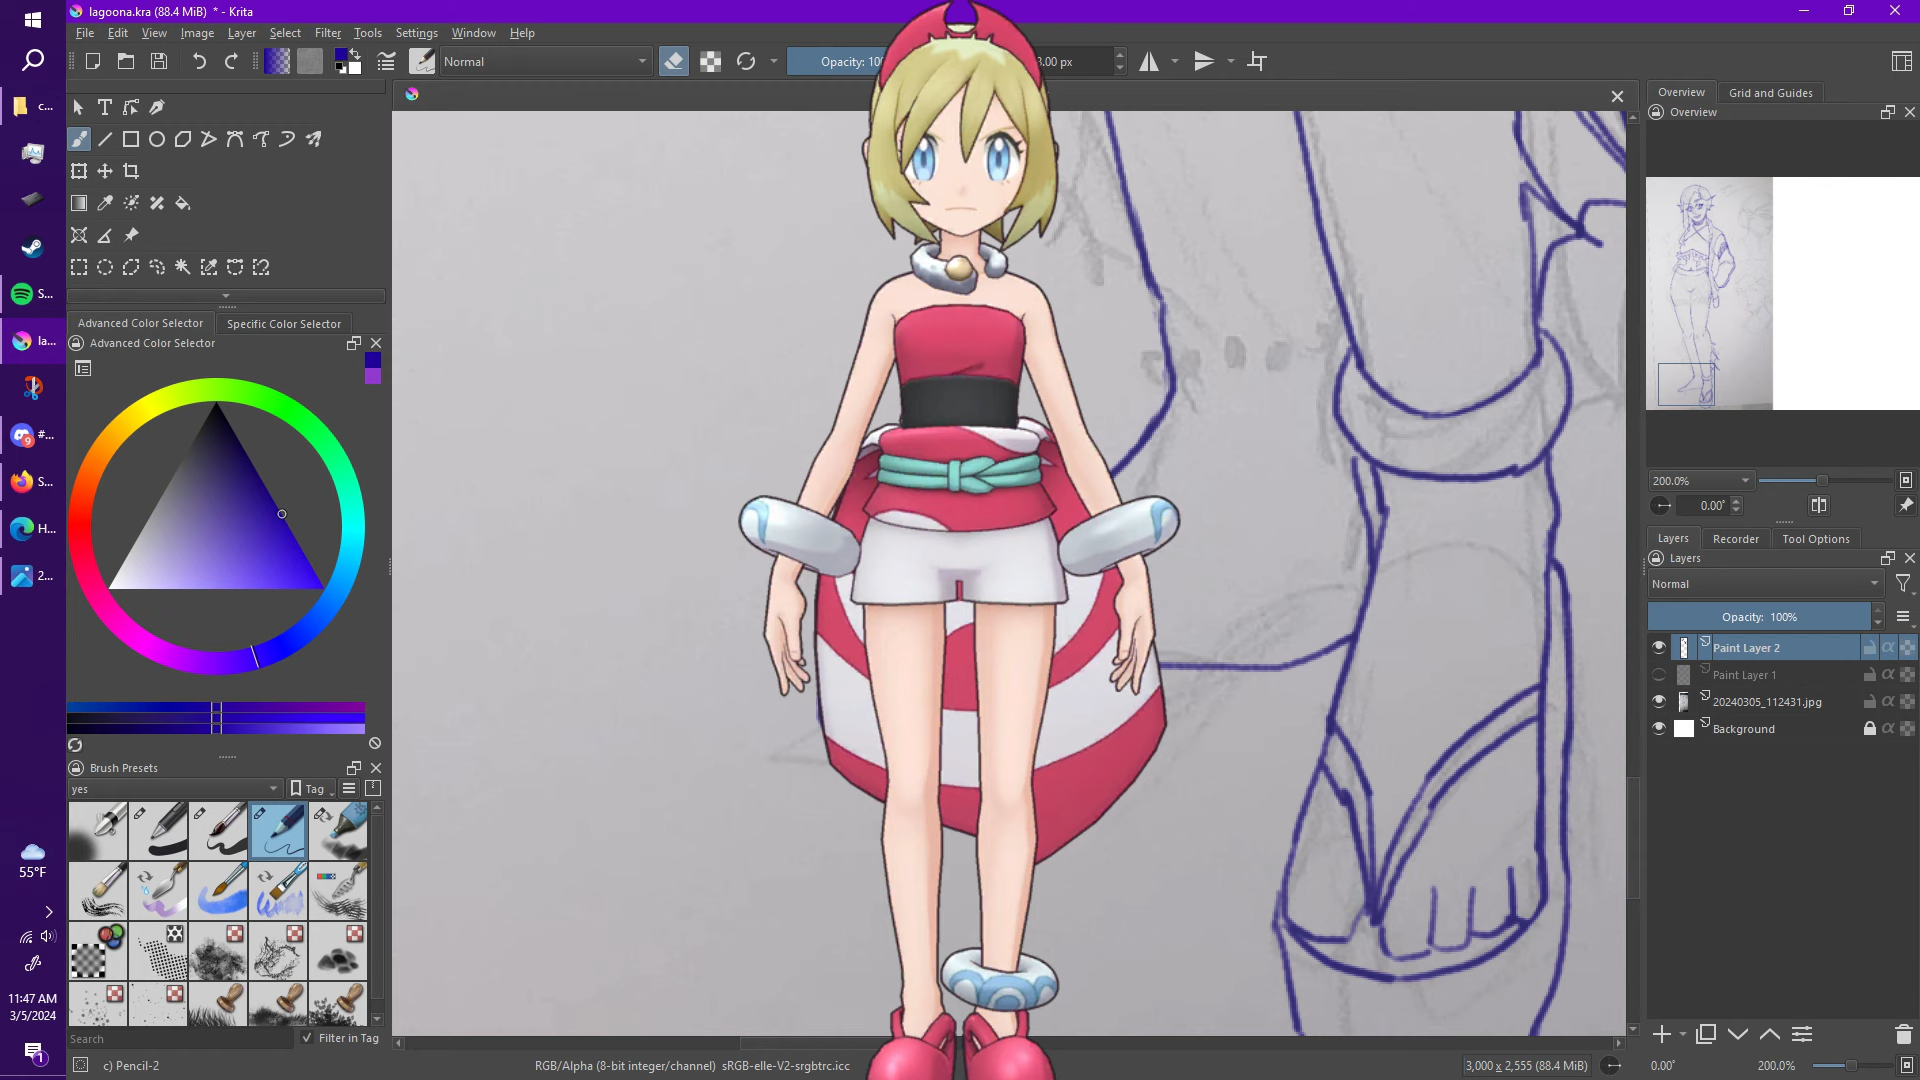 lagoona.kra (88.4 MiB) * - Krita
File Edit View Image Layer Select Filter Tools Settings Window Help
Normal
Opacity: 10
3.00 px
Overview
Grid and Guides
Overview
Advanced Color Selector
Specific Color Selector
Advanced Color Selector
Brush Presets
yes
Tag
Search
Filter in Tag
c) Pencil-2
RGB/Alpha (8-bit integer/channel) sRGB-elle-V2-srgbtrc.icc
3,000 x 2,555 (88.4 MiB)
0.00°
200.0%
200.0%
0.00°
Layers
Recorder
Tool Options
Layers
Normal
Opacity: 100%
Paint Layer 2
Paint Layer 1
20240305_112431.jpg
Background
c...
S...
la...
#...
9
S...
H...
2...
55°F
11:47 AM
3/5/2024
1